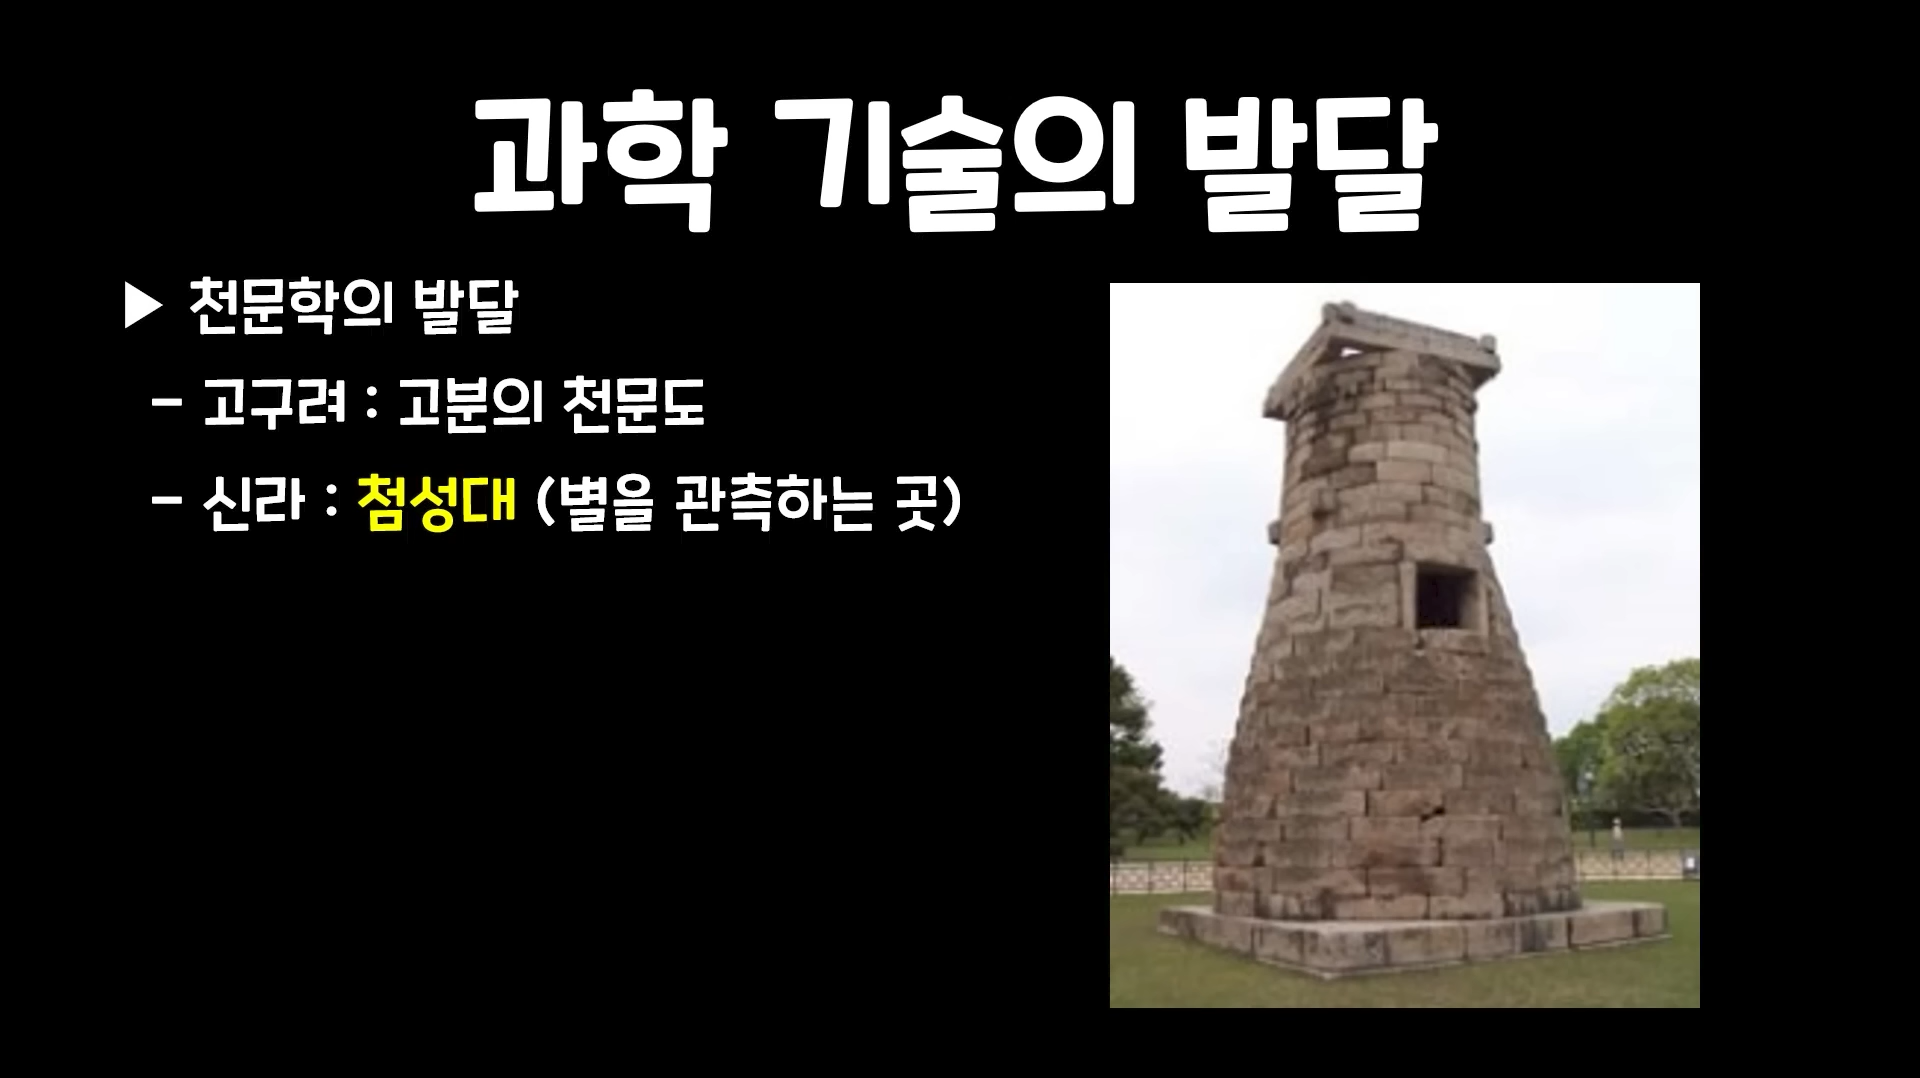 과학 기술의 발달
▶ 천문학의 발달
- 고구려 : 고분의 천문도
- 신라 : 첨성대 (별을 관측하는 곳)